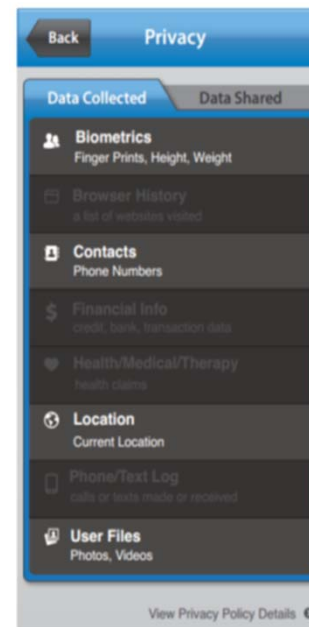 Back
Privacy
Data Collected
Data Shared
Biometrics
Finger Prints, Height, Weight
Browser History
a list of websites visited
Contacts
Phone Numbers
Financial Info
credit, bank, transaction data
Health/Medical/Therapy
health claims
Location
Current Location
Phone/Text Log
calls or texts made or received
User Files
Photos, Videos
View Privacy Policy Details